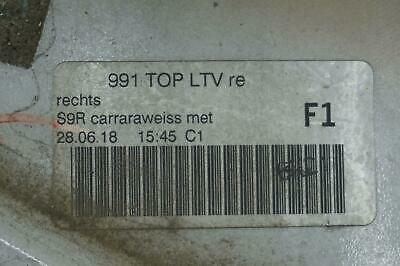 991 TOP LTV re
rechts
S9R carraraweiss met F1
28.06.18 15:45 C1